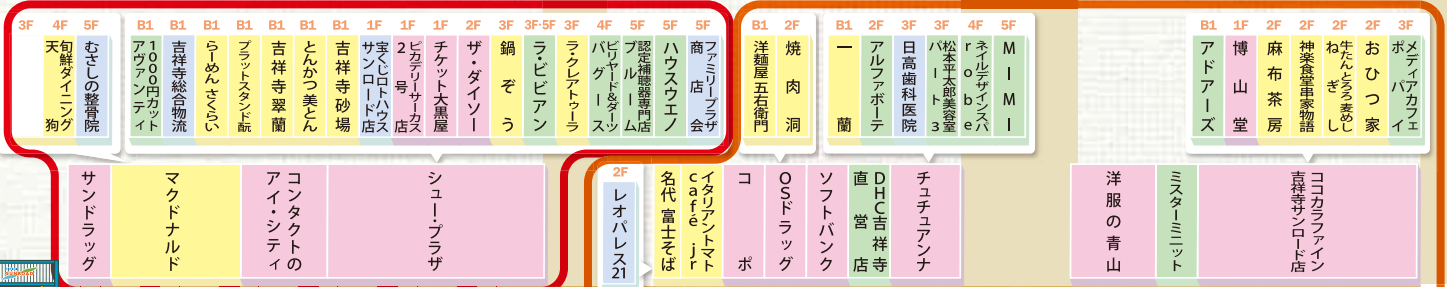 3F
4F
旬鮮ダイニング
天狗
5F
むさしの整骨院
B1
1000円カット
アヴァンティ
B1
吉祥寺総合物流
B1
らーめん さくらい
B1
プラットスタンド酛
B1
吉祥寺翠蘭
B1
とんかつ美とん
B1
吉祥寺砂場
1F
宝くじロトハウス
サンロード店
1F
ピカデリーサーカス
2号店
1F
チケット大黒屋
2F
ザ・ダイソー
3F
鍋ぞう
3F・5F
ラ・ビビアン
3F
ラ・クレアトゥーラ
4F
ビリヤード&ダーツ
バグース
5F
認定補聴器専門店
ブルーム
5F
ハウスウエノ
5F
ファミリープラザ
商店会
B1
洋麺屋五右衛門
2F
焼肉洞
B1
一蘭
2F
アルファボーテ
3F
日高歯科医院
3F
松本平太郎美容室
パート3
4F
ネイルデザインスパ
robe
5F
MIMI
B1
アドアーズ
1F
博山堂
2F
麻布茶房
2F
神楽食堂串家物語
2F
牛たんとろろ麦めし
ねぎし
2F
おひつ家
3F
メディアカフェ
ポパイ
サンドラッグ
マクドナルド
コンタクトの
アイ・シティ
シュープラザ
2F
レオパレス21
名代 富士そば
イタリアントマト
café jr
コポ
OSドラッグ
ソフトバンク
DHC吉祥寺
直営店
チュチュアンナ
洋服の青山
ミスターミニット
ココカラファイン
吉祥寺サンロード店